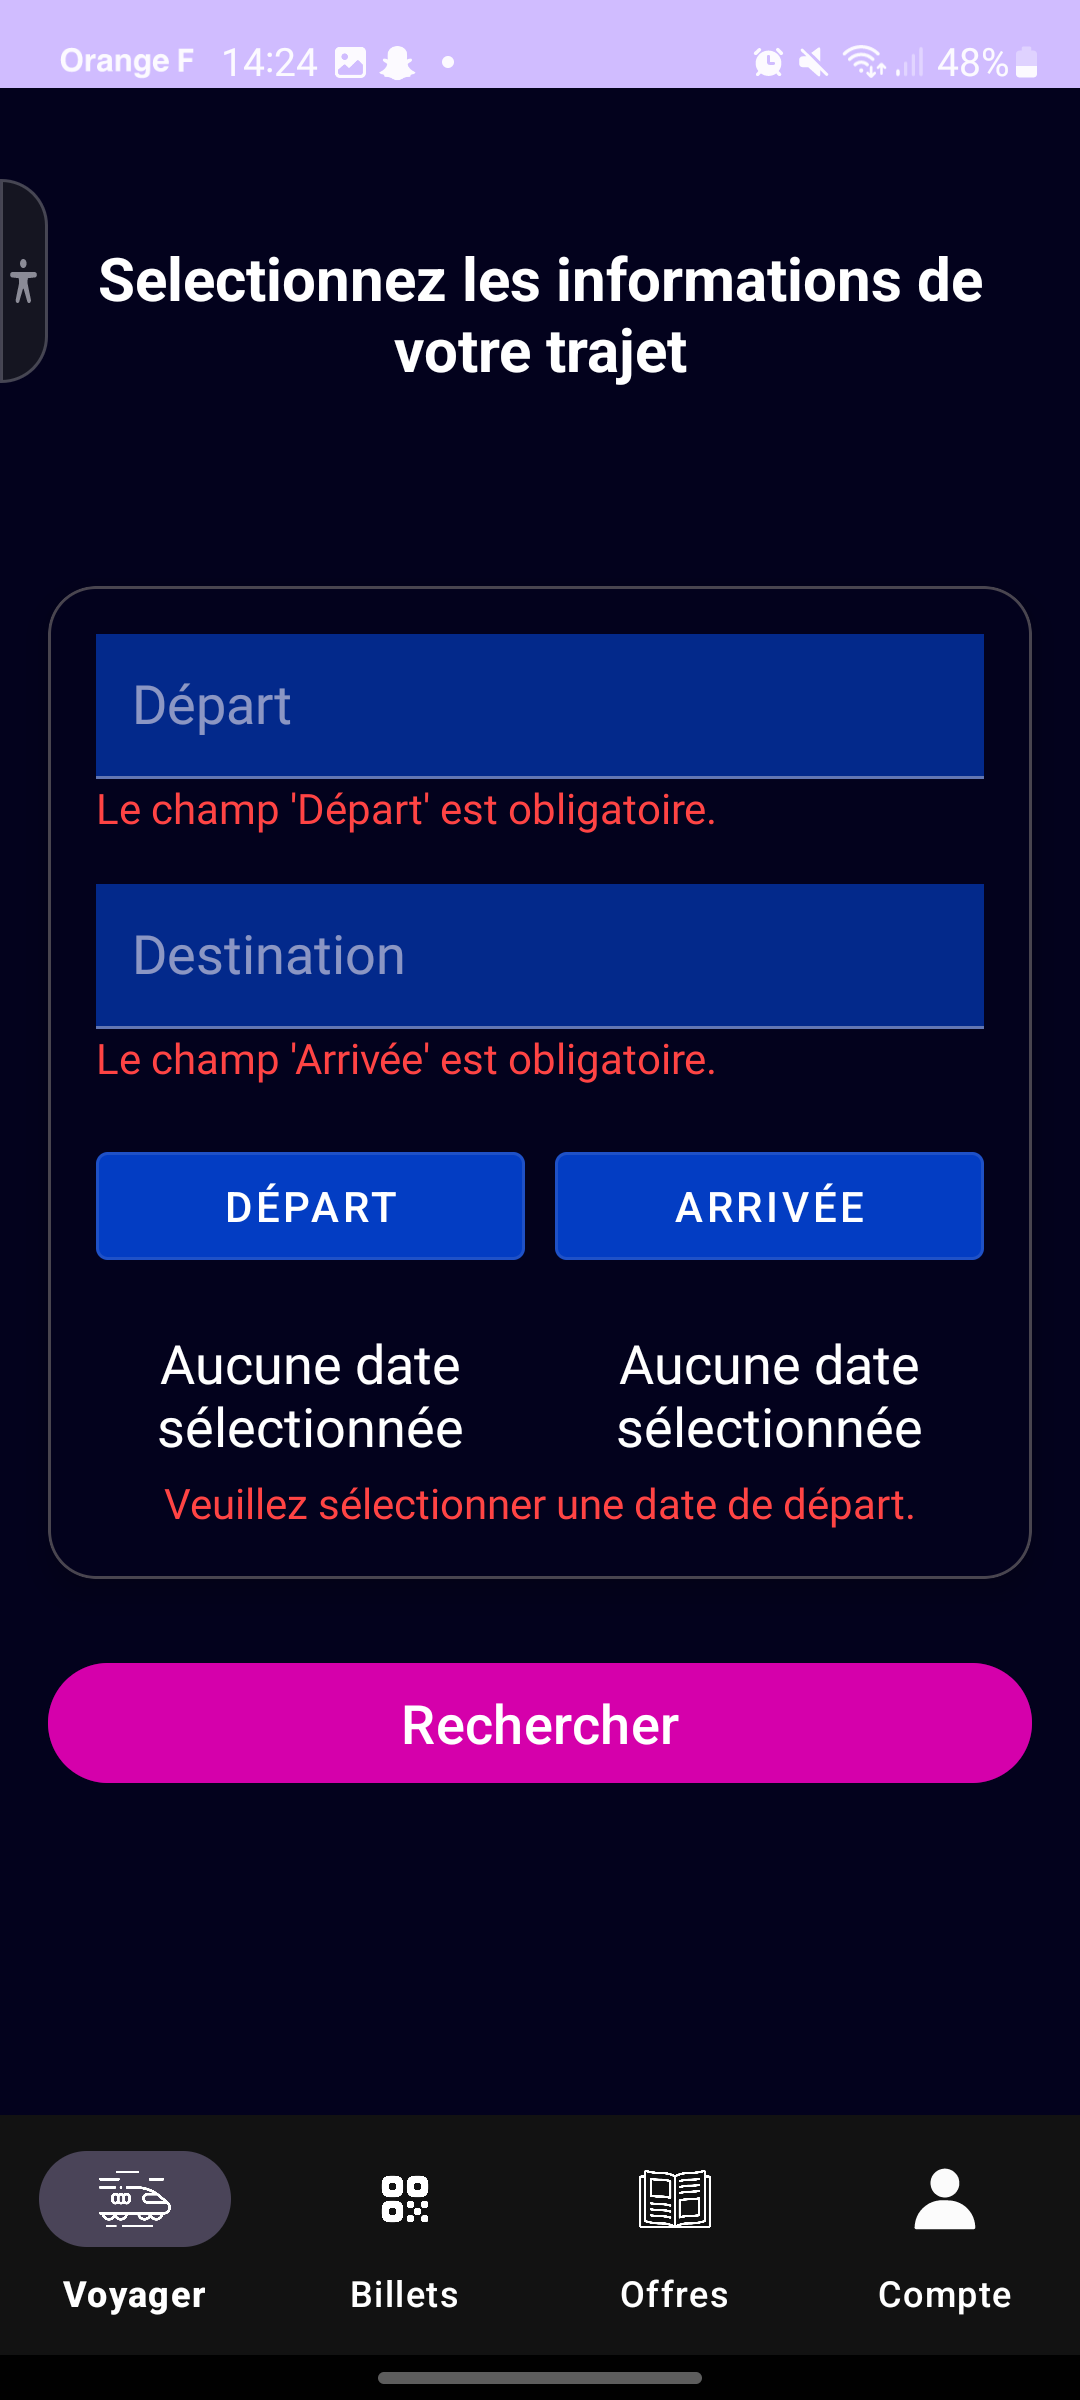 Orange F 14:24 48%
Selectionnez les informations de
votre trajet
Départ
Le champ 'Départ' est obligatoire.
Destination
Le champ 'Arrivée' est obligatoire.
DÉPART ARRIVÉE
Aucune date Aucune date
sélectionnée sélectionnée
Veuillez sélectionner une date de départ.
Rechercher
Voyager Billets Offres Compte